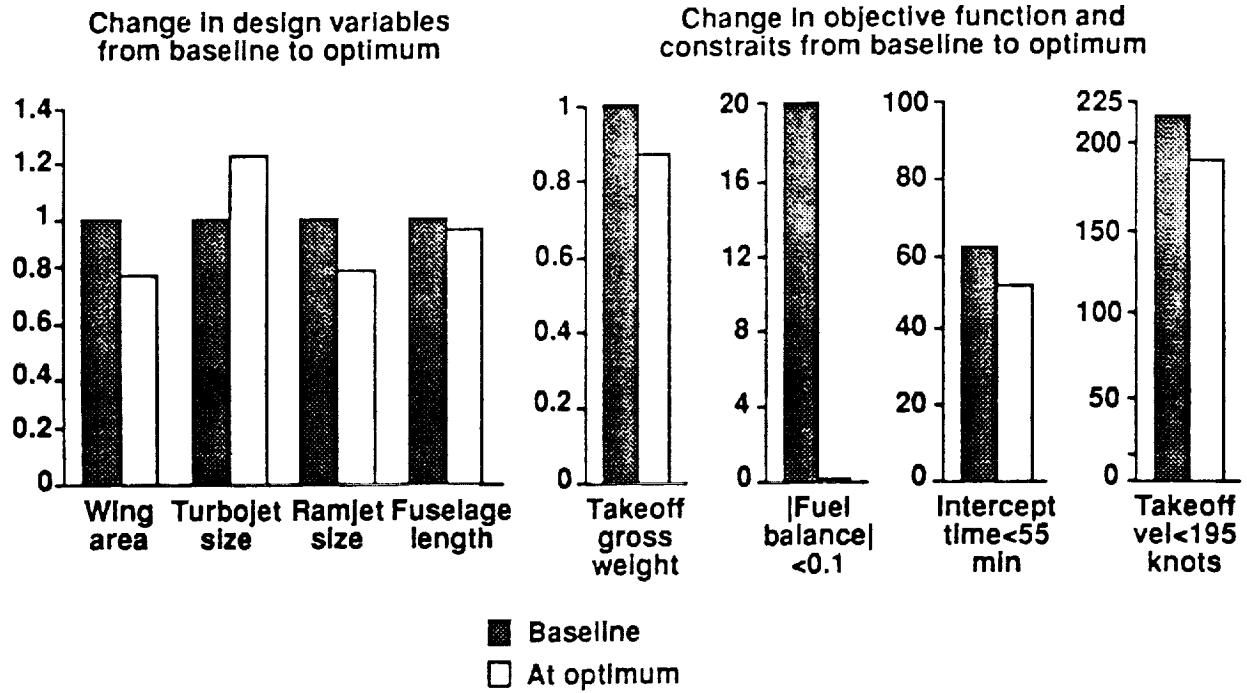 Change in design variables
from baseline to optimum
Change in objective function and
constraits from baseline to optimum
1.4
1.2
1
0.8
0.6
0.4
0.2
0
Wing
area
Turbojet
size
Ramjet
size
Fuselage
length
1
0.8
0.6
0.4
0.2
0
Takeoff
gross
weight
20
16
12
8
4
0
|Fuel
balance|
<0.1
100
80
60
40
20
0
Intercept
time<55
min
225
200
150
100
50
0
Takeoff
vel<195
knots
Baseline
At optimum